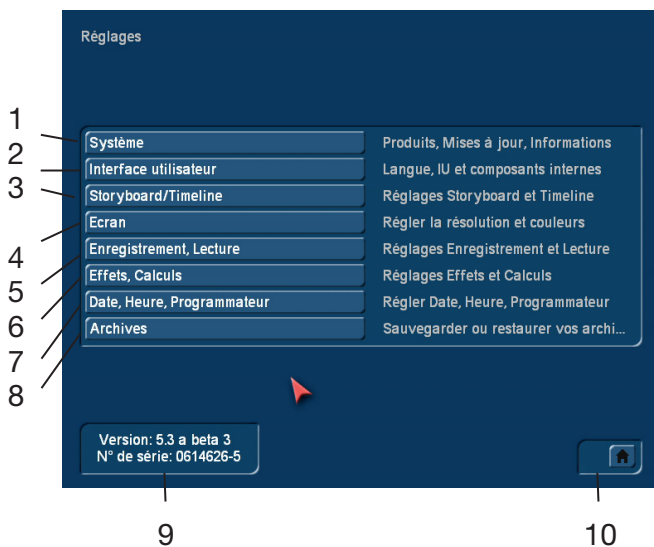 Réglages
1 Système Produits, Mises à jour, Informations
2 Interface utilisateur Langue, IU et composants internes
3 Storyboard/Timeline Réglages Storyboard et Timeline
4 Ecran Régler la résolution et couleurs
5 Enregistrement, Lecture Réglages Enregistrement et Lecture
6 Effets, Calculs Réglages Effets et Calculs
7 Date, Heure, Programmateur Régler Date, Heure, Programmateur
8 Archives Sauvegarder ou restaurer vos archi...
Version: 5.3 a beta 3
N° de série: 0614626-5
9 10